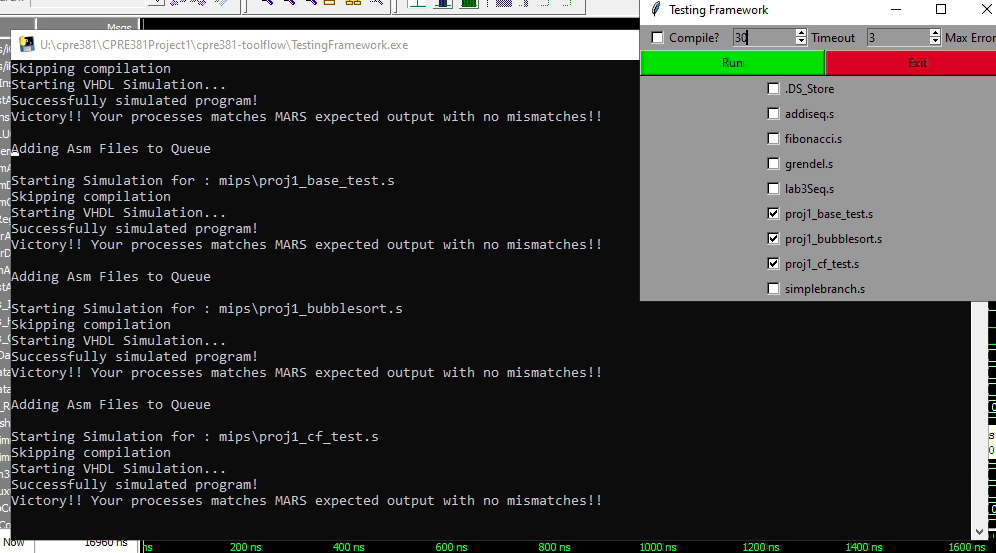 Msgs
U:\cpre381\CPRE381Project1\cpre381-toolflow\TestingFramework.exe
Skipping compilation
Starting VHDL Simulation...
Successfully simulated program!
Victory!! Your processes matches MARS expected output with no mismatches!!
Adding Asm Files to Queue
Starting Simulation for : mips\proj1_base_test.s
Skipping compilation
Starting VHDL Simulation...
Successfully simulated program!
Victory!! Your processes matches MARS expected output with no mismatches!!
Adding Asm Files to Queue
Starting Simulation for : mips\proj1_bubblesort.s
Skipping compilation
Starting VHDL Simulation...
Successfully simulated program!
Victory!! Your processes matches MARS expected output with no mismatches!!
Adding Asm Files to Queue
Starting Simulation for : mips\proj1_cf_test.s
Skipping compilation
Starting VHDL Simulation...
Successfully simulated program!
Victory!! Your processes matches MARS expected output with no mismatches!!
Testing Framework
Compile? 30 Timeout 3 Max Error
Run Exit
.DS_Store
addiseq.s
fibonacci.s
grendel.s
lab3Seq.s
proj1_base_test.s
proj1_bubblesort.s
proj1_cf_test.s
simplebranch.s
Now 16960 ns ns 200 ns 400 ns 600 ns 800 ns 1000 ns 1200 ns 1400 ns 1600 ns